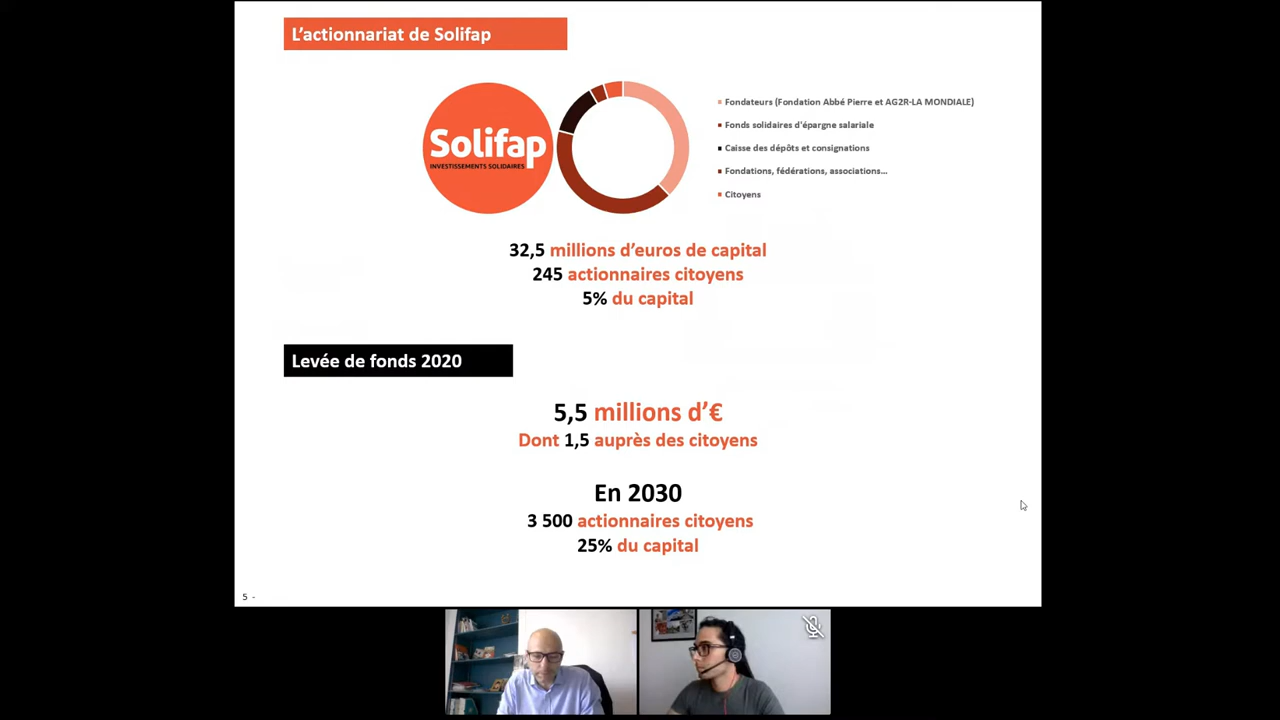 L'actionnariat de Solifap
Solifap
INVESTISSEMENTS SOLIDAIRES
Fondateurs (Fondation Abbé Pierre et AG2R-LA MONDIALE)
Fonds solidaires d'épargne salariale
Caisse des dépôts et consignations
Fondations, fédérations, associations...
Citoyens
32,5 millions d'euros de capital
245 actionnaires citoyens
5% du capital
Levée de fonds 2020
5,5 millions d'€
Dont 1,5 auprès des citoyens
En 2030
3 500 actionnaires citoyens
25% du capital
5 -